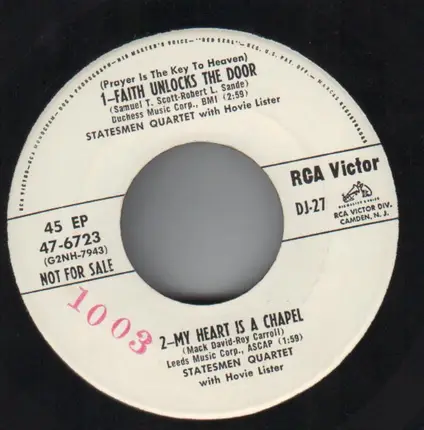 (Prayer Is The Key To Heaven)
1-FAITH UNLOCKS THE DOOR
(Samuel T. Scott-Robert L. Sande)
Duchess Music Corp., BMI (2:59)
STATESMEN QUARTET with Hovie Lister
RCA Victor
DJ-27
RCA VICTOR DIV.
CAMDEN, N. J.
45 EP
47-6723
(G2NH-7943)
NOT FOR SALE
1003
2-MY HEART IS A CHAPEL
(Mack David-Roy Carroll)
Leeds Music Corp., ASCAP (1:59)
STATESMEN QUARTET
with Hovie Lister